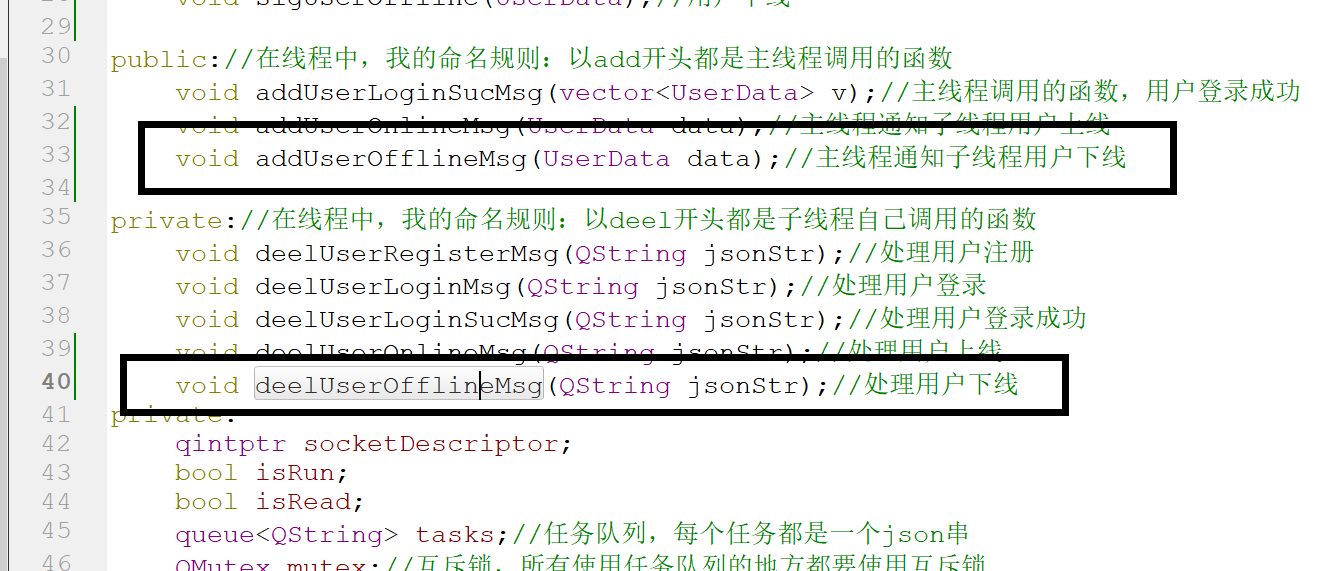 void sigUserOffline(UserData);//用户下线
29
30 public://在线程中，我的命名规则：以add开头都是主线程调用的函数
31 void addUserLoginSucMsg(vector<UserData> v);//主线程调用的函数，用户登录成功
32 void addUserOnlineMsg(UserData data);//主线程通知子线程用户上线
33 void addUserOfflineMsg(UserData data);//主线程通知子线程用户下线
34
35 private://在线程中，我的命名规则：以deel开头都是子线程自己调用的函数
36 void deelUserRegisterMsg(QString jsonStr);//处理用户注册
37 void deelUserLoginMsg(QString jsonStr);//处理用户登录
38 void deelUserLoginSucMsg(QString jsonStr);//处理用户登录成功
39 void deelUserOnlineMsg(QString jsonStr);//处理用户上线
40 void deelUserOfflineMsg(QString jsonStr);//处理用户下线
41 private:
42 qintptr socketDescriptor;
43 bool isRun;
44 bool isRead;
45 queue<QString> tasks;//任务队列，每个任务都是一个json串
46 QMutex mutex;//互斥锁，所有使用任务队列的地方都要使用互斥锁